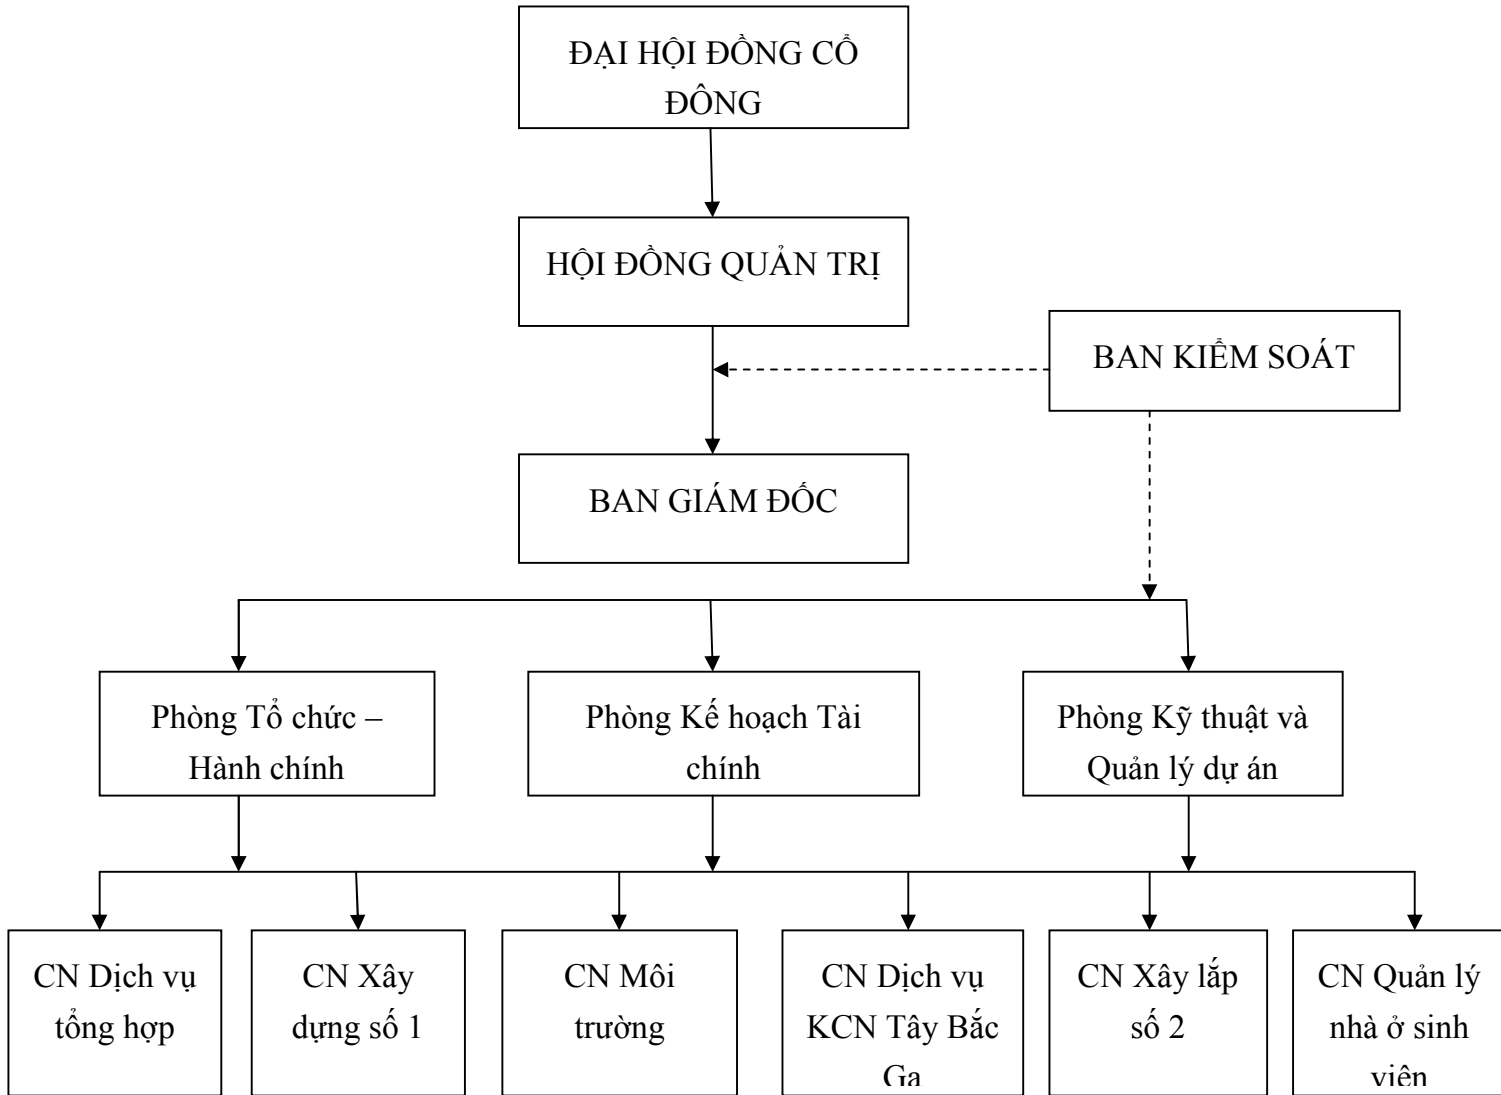 ĐẠI HỘI ĐỒNG CỔ
ĐÔNG
HỘI ĐỒNG QUẢN TRỊ
BAN KIỂM SOÁT
BAN GIÁM ĐỐC
Phòng Tổ chức –
Hành chính
Phòng Kế hoạch Tài
chính
Phòng Kỹ thuật và
Quản lý dự án
CN Dịch vụ
tổng hợp
CN Xây
dựng số 1
CN Môi
trường
CN Dịch vụ
KCN Tây Bắc
Ga
CN Xây lắp
số 2
CN Quản lý
nhà ở sinh
viên